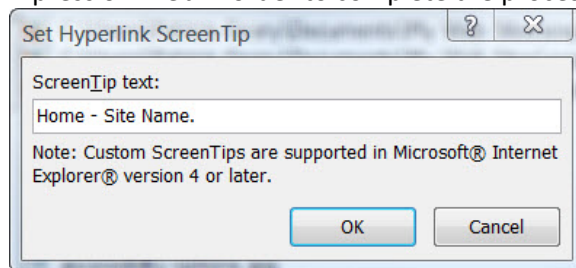 Set Hyperlink ScreenTip
ScreenTip text:
Home - Site Name.
Note: Custom ScreenTips are supported in Microsoft® Internet
Explorer® version 4 or later.
OK Cancel